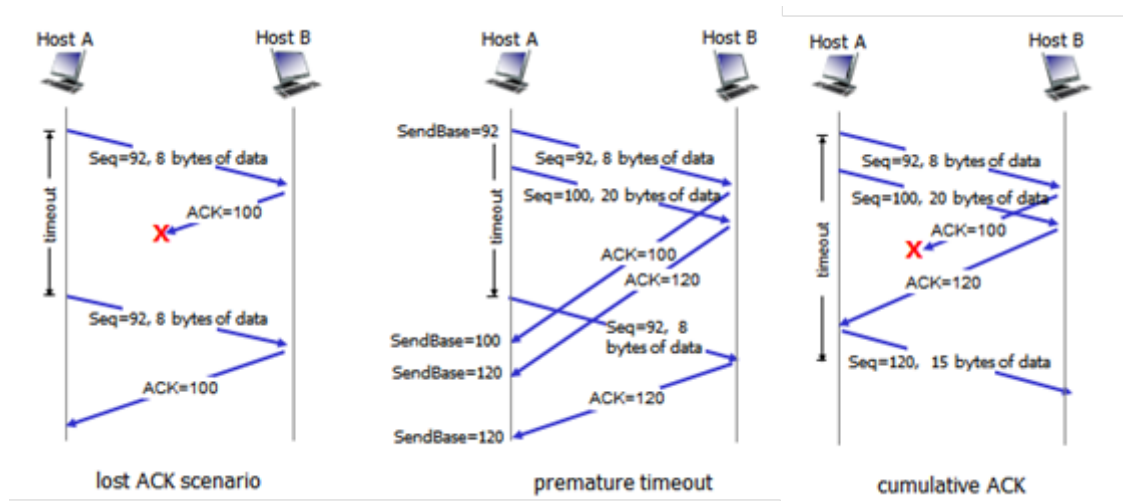 Host A
Host B
timeout
Seq=92, 8 bytes of data
ACK=100
X
Seq=92, 8 bytes of data
ACK=100
lost ACK scenario
Host A
Host B
SendBase=92
timeout
Seq=92, 8 bytes of data
Seq=100, 20 bytes of data
ACK=100
ACK=120
Seq=92, 8
bytes of data
SendBase=100
SendBase=120
ACK=120
SendBase=120
premature timeout
Host A
Host B
timeout
Seq=92, 8 bytes of data
Seq=100, 20 bytes of data
ACK=100
X
ACK=120
Seq=120, 15 bytes of data
cumulative ACK